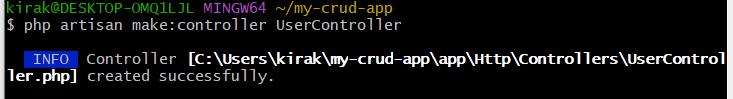 kirak@DESKTOP-OMQ1LJL MINGW64 ~/my-crud-app
$ php artisan make:controller UserController
INFO Controller [C:\Users\kirak\my-crud-app\app\Http\Controllers\UserControl
ler.php] created successfully.